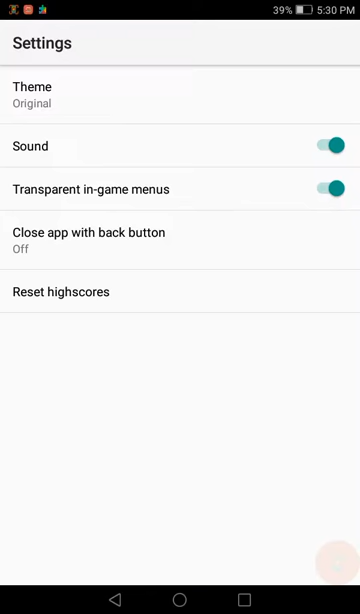 39% 5:30 PM
Settings
Theme
Original
Sound
Transparent in-game menus
Close app with back button
Off
Reset highscores